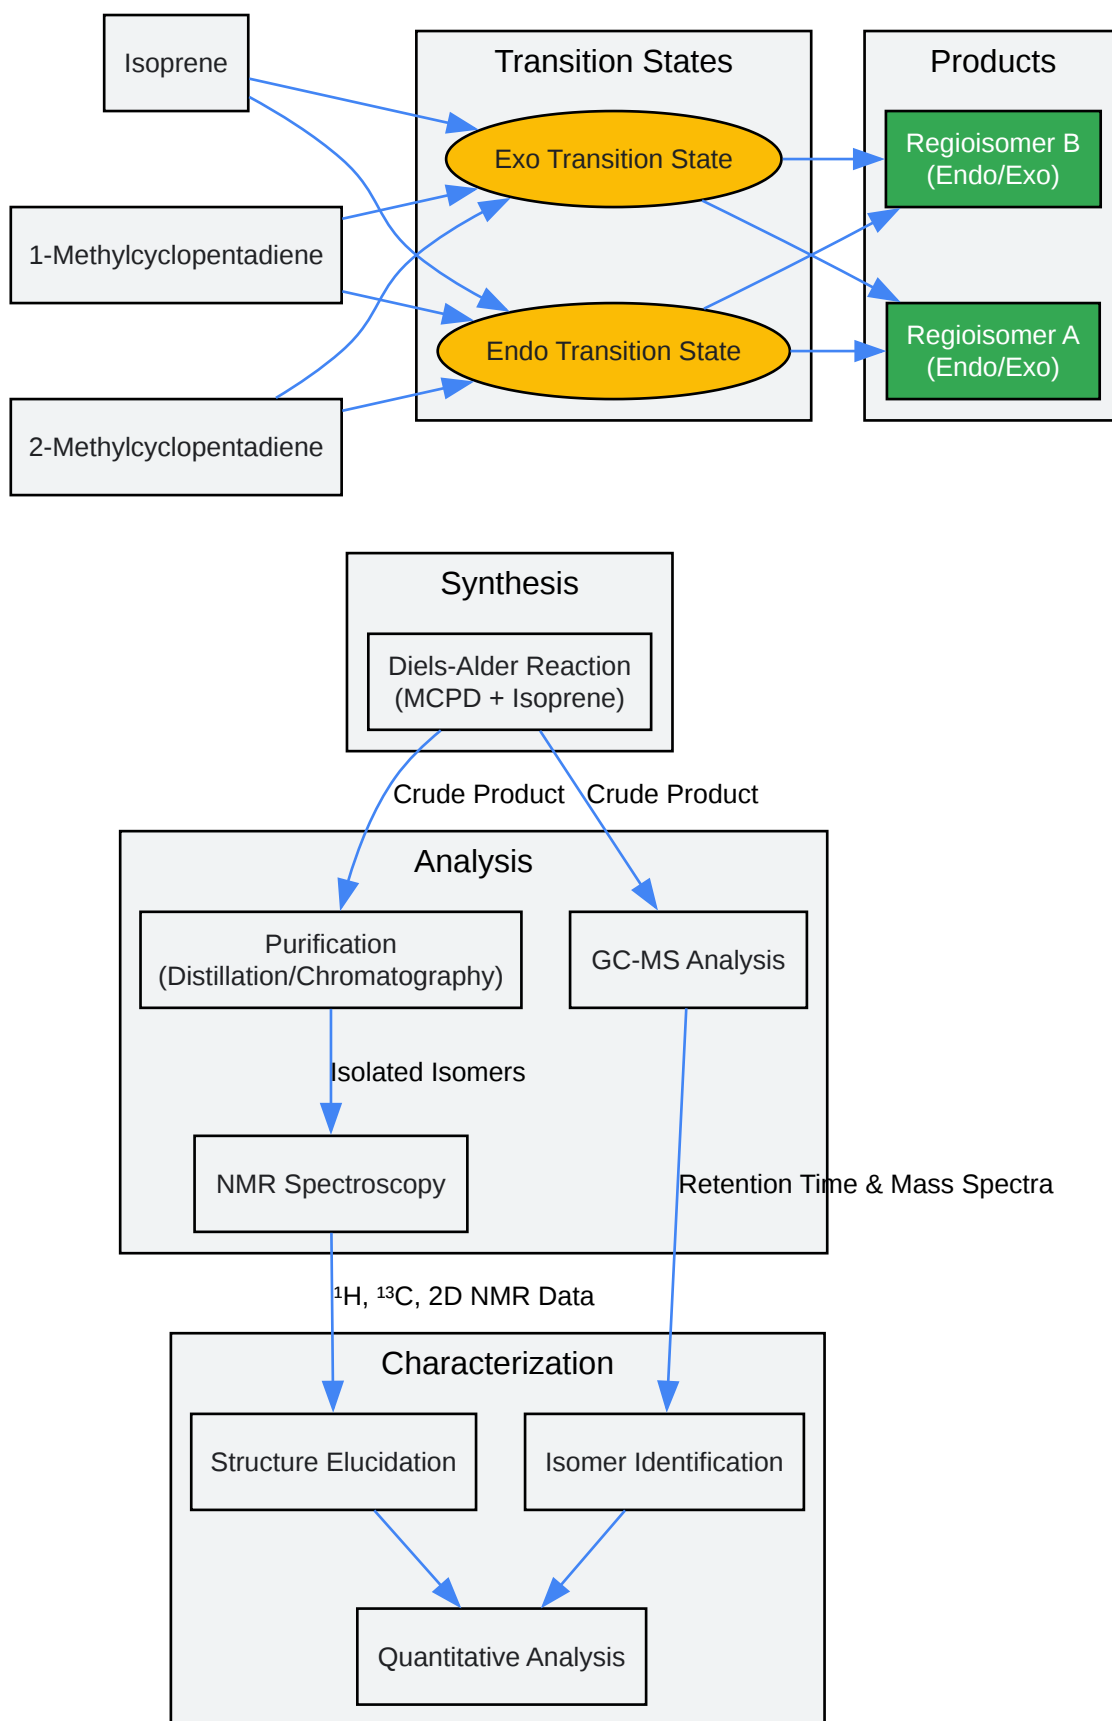 Isoprene
1-Methylcyclopentadiene
2-Methylcyclopentadiene
Transition States
Exo Transition State
Endo Transition State
Products
Regioisomer B
(Endo/Exo)
Regioisomer A
(Endo/Exo)
Synthesis
Diels-Alder Reaction
(MCPD + Isoprene)
Crude Product
Crude Product
Analysis
Purification
(Distillation/Chromatography)
GC-MS Analysis
Isolated Isomers
NMR Spectroscopy
Retention Time & Mass Spectra
¹H, ¹³C, 2D NMR Data
Characterization
Structure Elucidation
Isomer Identification
Quantitative Analysis